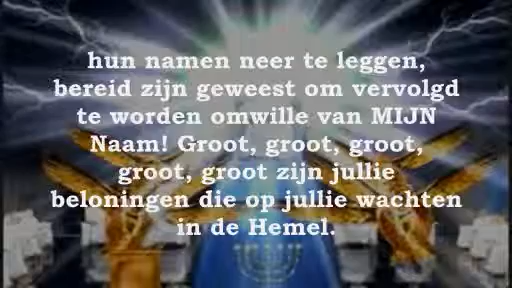 hun namen neer te leggen,
bereid zijn geweest om vervolgd
te worden omwille van MIJN
Naam! Groot, groot, groot,
groot, groot zijn jullie
beloningen die op jullie wachten
in de Hemel.